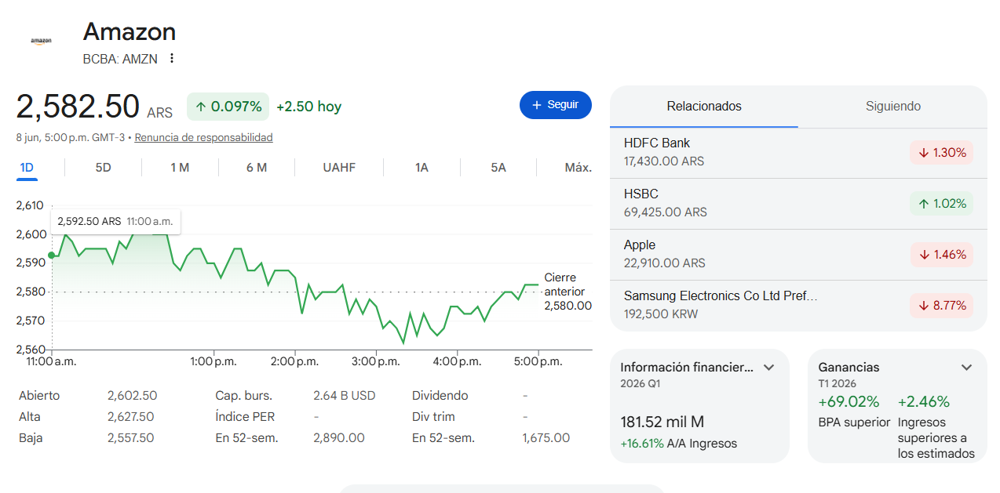 amazon
Amazon
BCBA: AMZN
2,582.50 ARS ↑ 0.097% +2.50 hoy
+ Seguir
8 jun, 5:00 p.m. GMT-3 • Renuncia de responsabilidad
1D 5D 1 M 6 M UAHF 1A 5A Máx.
2,610
2,592.50 ARS 11:00 a.m.
2,600
2,590
2,580
2,570
2,560
Cierre
anterior
2,580.00
11:00 a.m. 1:00 p.m. 2:00 p.m. 3:00 p.m. 4:00 p.m. 5:00 p.m.
Abierto 2,602.50 Cap. burs. 2.64 B USD Dividendo -
Alta 2,627.50 Índice PER - Div trim -
Baja 2,557.50 En 52-sem. 2,890.00 En 52-sem. 1,675.00
Relacionados Siguiendo
HDFC Bank
17,430.00 ARS
↓ 1.30%
HSBC
69,425.00 ARS
↑ 1.02%
Apple
22,910.00 ARS
↓ 1.46%
Samsung Electronics Co Ltd Pref...
192,500 KRW
↓ 8.77%
Información financier...
2026 Q1
181.52 mil M
+16.61% A/A Ingresos
Ganancias
T1 2026
+69.02% +2.46%
BPA superior
Ingresos
superiores a
los estimados